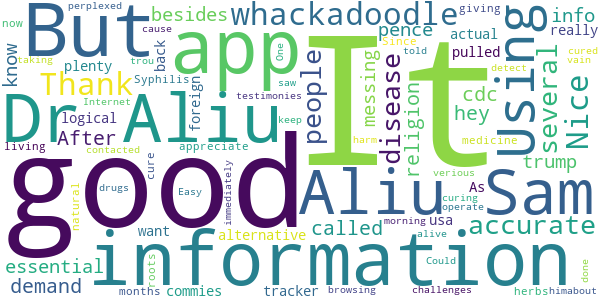 perplexed
giving
now
besides
whackadoodle
actual
info
cause
app
But
plenty
back
pence
One
Since
really
know
Syphilis
trou
pulled
Thank
told
cured
vain
taking
Internet
saw
testimonies
keep
foreign
people
messing
disease
cdc
detect
Using
several
Nice
It
Dr Aliu
logical
After
appreciate
hey
medicine
harm
living
contacted
cure
religion
As
trump
good
Aliu Sam
verious
natural
drugs
Easy
immediately
curing
usa
operate
information
want
alternative
called
accurate
morning
alive
essential
roots
Could
demand
months
commies
tracker
browsing
challenges
herbs
himabout
done